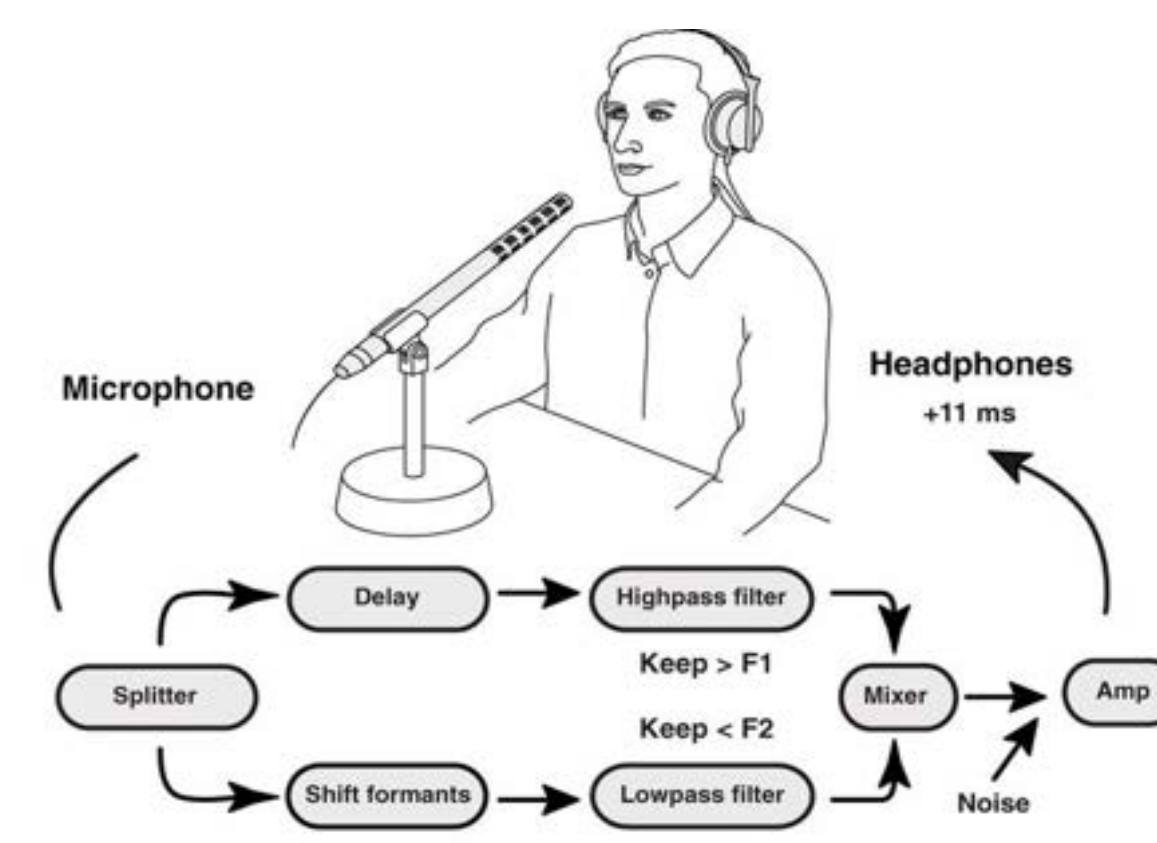 Microphone
Headphones
+11 ms
Delay
Highpass filter
Keep > F1
Splitter
Mixer
Amp
Keep < F2
Shift formants
Lowpass filter
Noise